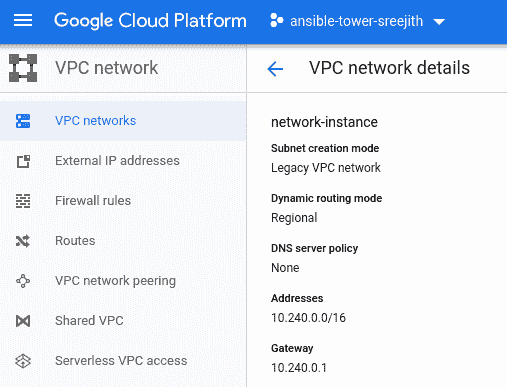 Google Cloud Platform
ansible-tower-sreejith
VPC network
VPC network details
VPC networks
External IP addresses
Firewall rules
Routes
VPC network peering
Shared VPC
Serverless VPC access
network-instance
Subnet creation mode
Legacy VPC network
Dynamic routing mode
Regional
DNS server policy
None
Addresses
10.240.0.0/16
Gateway
10.240.0.1